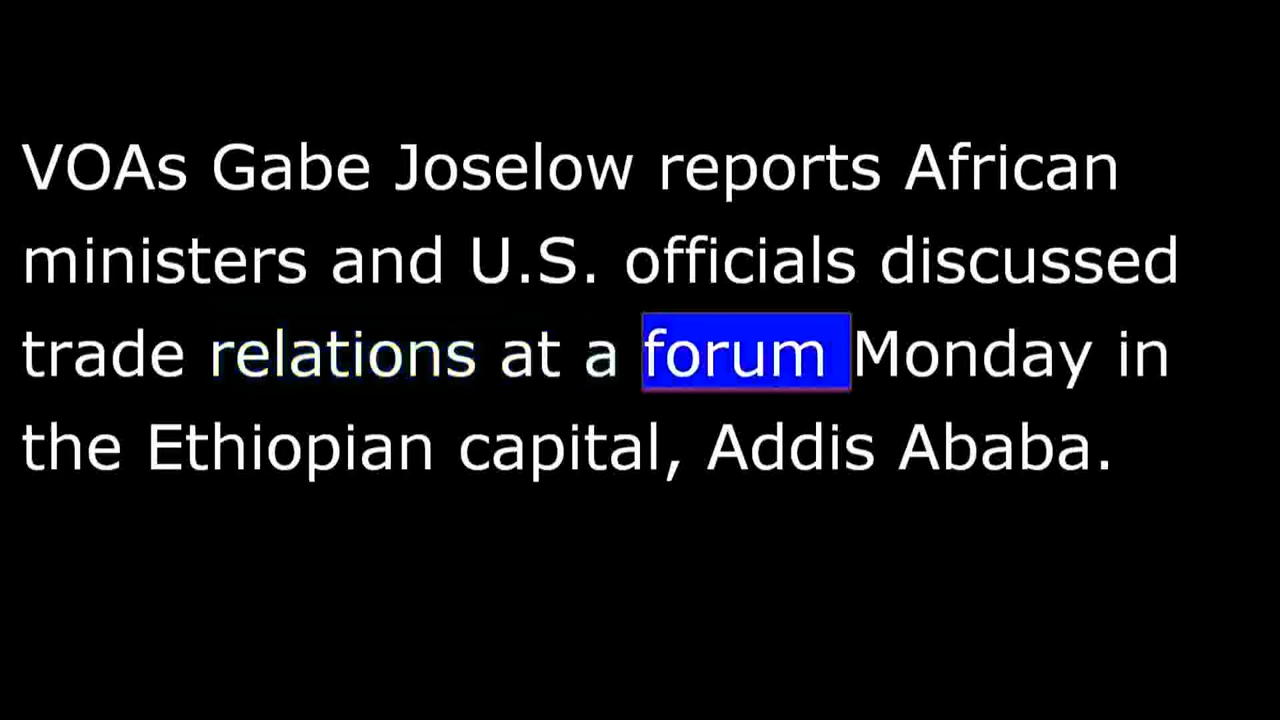 VOAs Gabe Joselow reports African
ministers and U.S. officials discussed
trade relations at a forum Monday in
the Ethiopian capital, Addis Ababa.